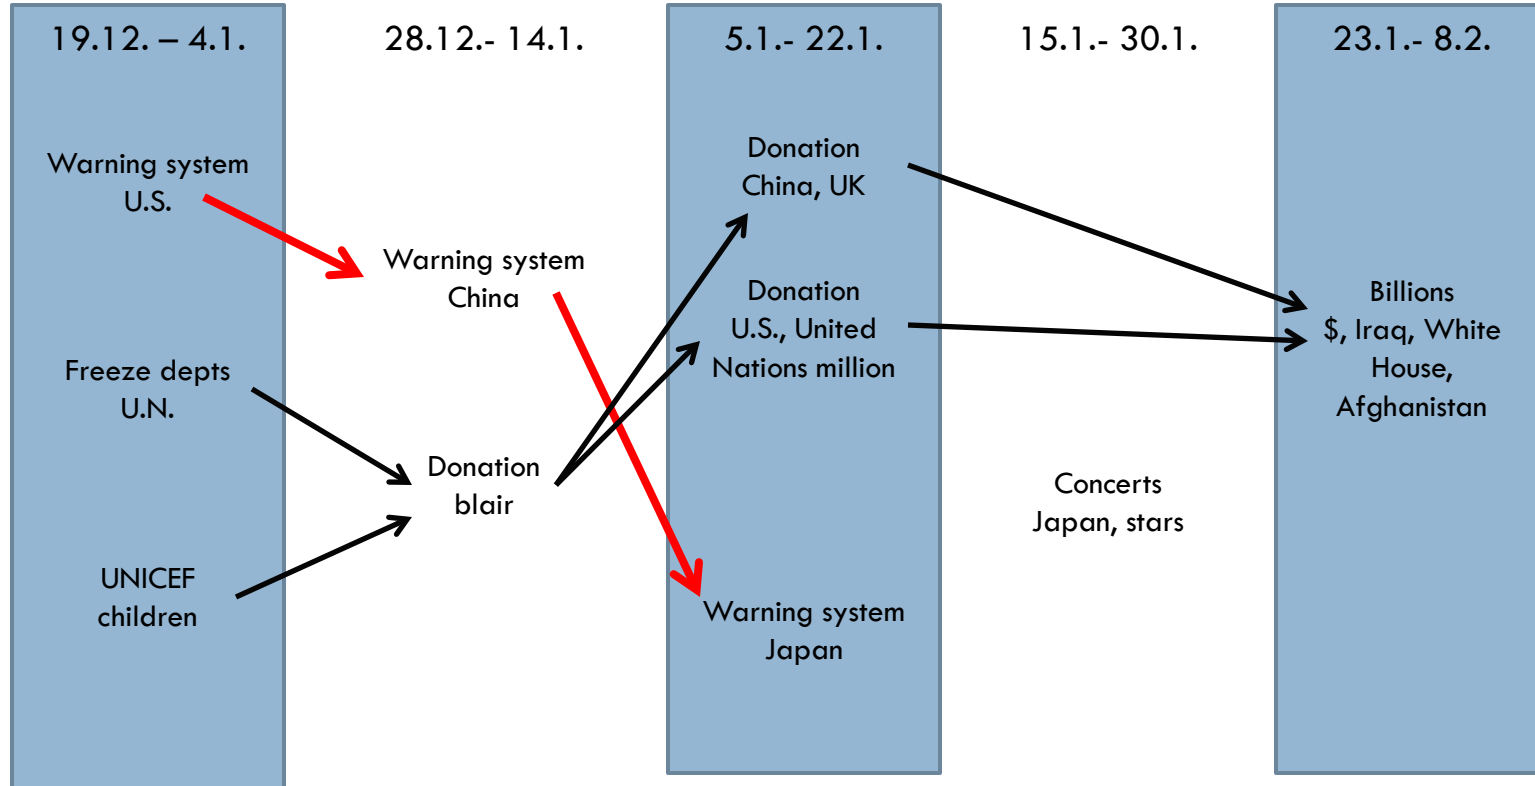 19.12. – 4.1.
28.12.- 14.1.
5.1.- 22.1.
15.1.- 30.1.
23.1.- 8.2.
Warning system
U.S.
Freeze depts
U.N.
UNICEF
children
Warning system
China
Donation
blair
Donation
China, UK
Donation
U.S., United
Nations million
Warning system
Japan
Concerts
Japan, stars
Billions
$, Iraq, White
House,
Afghanistan